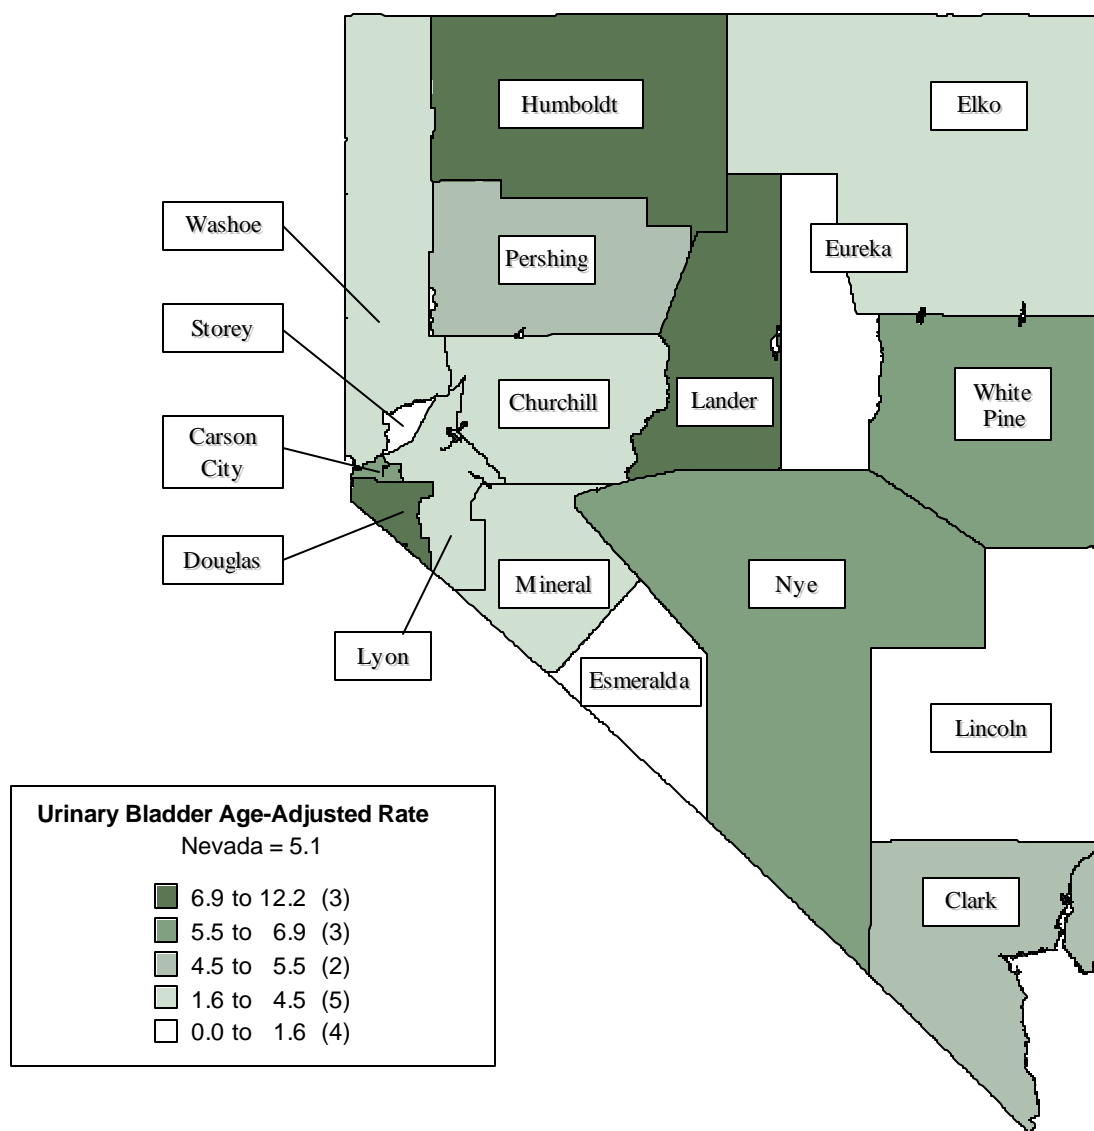 Humboldt
Elko
Washoe
Eureka
Pershing
Storey
White
Pine
Churchill
Lander
Carson
City
Douglas
Mineral
Nye
Lyon
Esmeralda
Lincoln
Urinary Bladder Age-Adjusted Rate
Nevada = 5.1
6.9 to 12.2 (3)
5.5 to 6.9 (3)
4.5 to 5.5 (2)
1.6 to 4.5 (5)
0.0 to 1.6 (4)
Clark